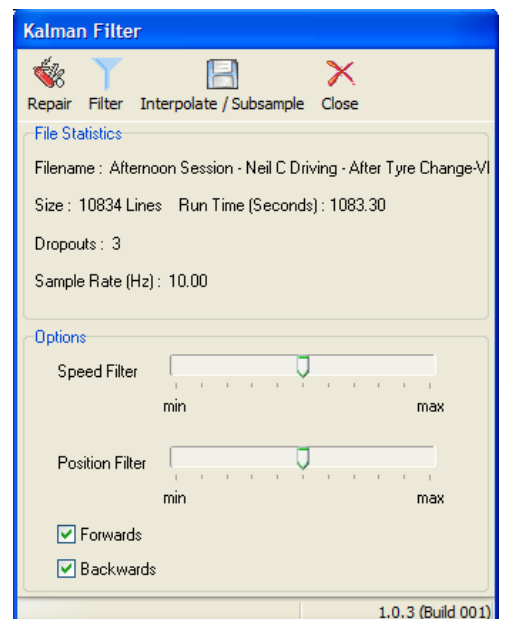 Kalman Filter
Repair Filter Interpolate / Subsample Close
File Statistics
Filename : Afternoon Session - Neil C Driving - After Tyre Change-VI
Size : 10834 Lines Run Time (Seconds) : 1083.30
Dropouts : 3
Sample Rate (Hz) : 10.00
Options
Speed Filter
min max
Position Filter
min max
Forwards
Backwards
1.0.3 (Build 001)